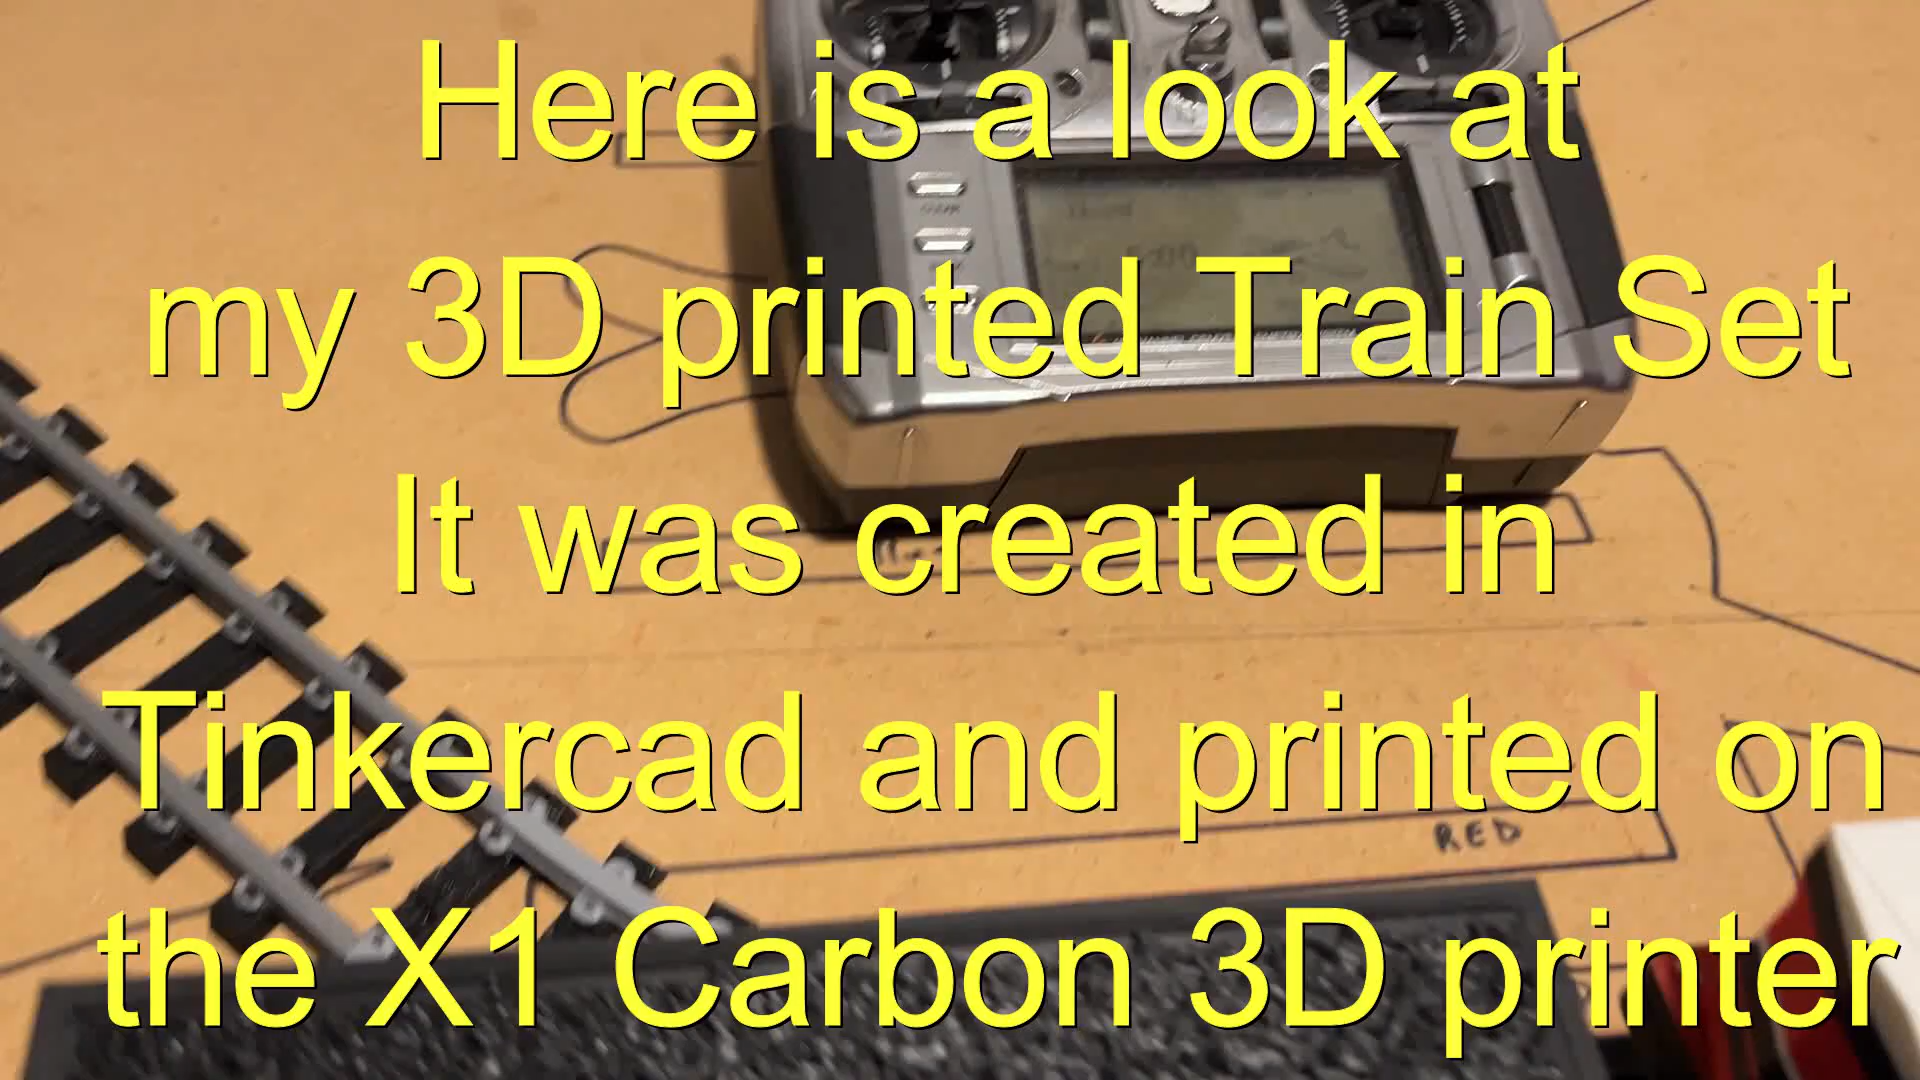 Here is a look at
my 3D printed Train Set
It was created in
Tinkercad and printed on
RED
the X1 Carbon 3D printer